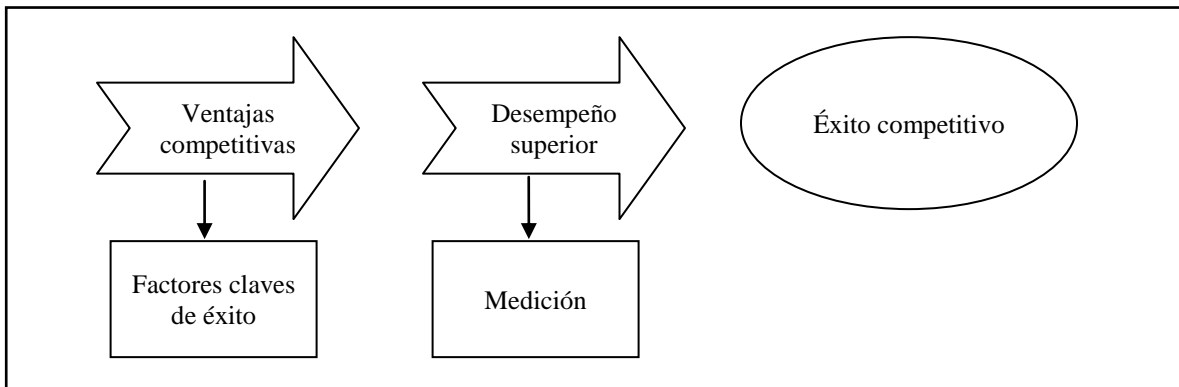 Ventajas
competitivas
Desempeño
superior
Éxito competitivo
Factores claves
de éxito
Medición